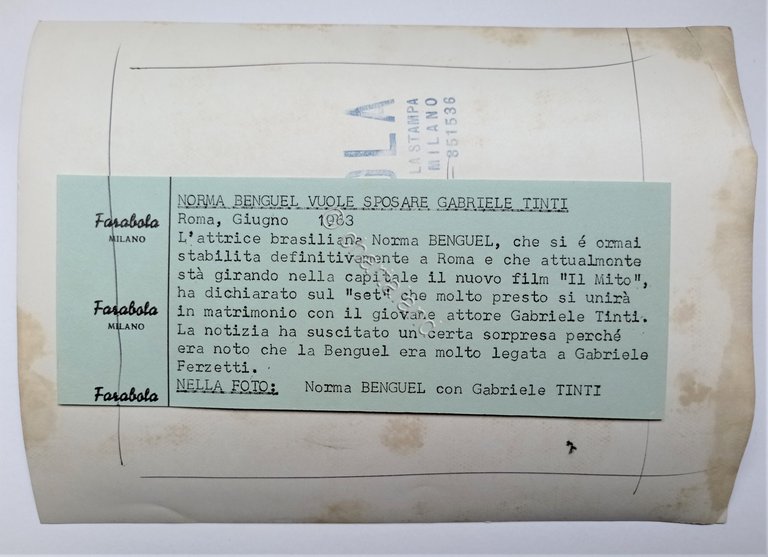 OLA
LA STAMPA
MILANO
851536
Farabola
MILANO
Farabola
MILANO
Farabola
NORMA BENGUEL VUOLE SPOSARE GABRIELE TINTI
Roma, Giugno 1963
L'attrice brasiliana Norma BENGUEL, che si é ormai
stabilita definitivamente a Roma e che attualmonte
stà girando nella capitale il nuovo film "Il Mito",
ha dichiarato sul "set" che molto presto si unirà
in matrimonio con il giovane attore Gabriele Tinti.
La notizia ha suscitato un certa sorpresa perché
era noto che la Benguel era molto legata a Gabriele
Ferzetti.
NELLA FOTO: Norma BENGUEL con Gabriele TINTI